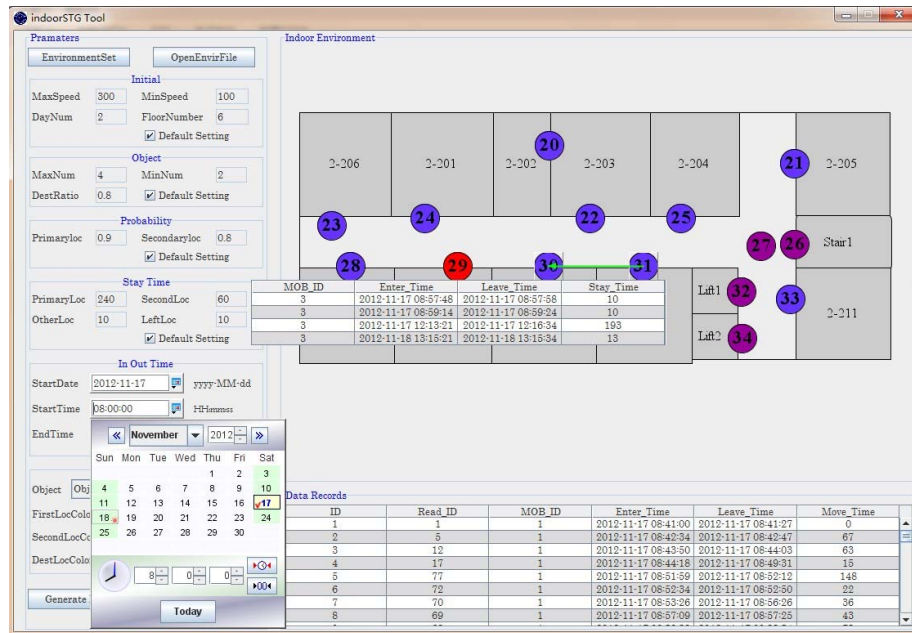 indoorSTG Tool
Pramaters
EnvironmentSet OpenEnvirFile
Initial
MaxSpeed 300 MinSpeed 100
DayNum 2 FloorNumber 6
Default Setting
Object
MaxNum 4 MinNum 2
DestRatio 0.8 Default Setting
Probability
Primaryloc 0.9 Secondaryloc 0.8
Default Setting
Stay Time
PrimaryLoc 240 SecondLoc 60
OtherLoc 10 LeftLoc 10
Default Setting
In Out Time
StartDate 2012-11-17 yyyy-MM-dd
StartTime 08:00:00 HHmmss
EndTime
November 2012
Sun Mon Tue Wed Thu Fri Sat
1 2 3
4 5 6 7 8 9 10
11 12 13 14 15 16 17
18 19 20 21 22 23 24
25 26 27 28 29 30
8 0 0
Today
Object Obj
FirstLocColo
SecondLocCo
DestLocColo
Generate
Indoor Environment
20
2-206 2-201 2-202 2-203 2-204 21 2-205
23 24 22 25
27 26 Stair1
28 29 30 31
Lift1 32 33 2-211
Lift2 34
MOB_ID Enter_Time Leave_Time Stay_Time
3 2012-11-17 08:57:48 2012-11-17 08:57:58 10
3 2012-11-17 08:59:14 2012-11-17 08:59:24 10
3 2012-11-17 12:13:21 2012-11-17 12:16:34 193
3 2012-11-18 13:15:21 2012-11-18 13:15:34 13
Data Records
ID Read_ID MOB_ID Enter_Time Leave_Time Move_Time
1 1 1 2012-11-17 08:41:00 2012-11-17 08:41:27 0
2 5 1 2012-11-17 08:42:34 2012-11-17 08:42:47 67
3 12 1 2012-11-17 08:43:50 2012-11-17 08:44:03 63
4 17 1 2012-11-17 08:44:18 2012-11-17 08:49:31 15
5 77 1 2012-11-17 08:51:59 2012-11-17 08:52:12 148
6 72 1 2012-11-17 08:52:34 2012-11-17 08:52:50 22
7 70 1 2012-11-17 08:53:26 2012-11-17 08:56:26 36
8 69 1 2012-11-17 08:57:09 2012-11-17 08:57:25 43